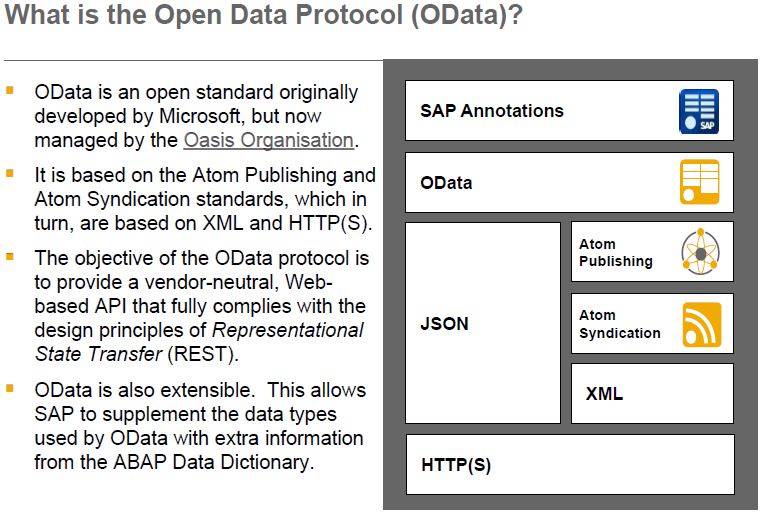 What is the Open Data Protocol (OData)?
OData is an open standard originally
developed by Microsoft, but now
managed by the Oasis Organisation.
It is based on the Atom Publishing and
Atom Syndication standards, which in
turn, are based on XML and HTTP(S).
The objective of the OData protocol is
to provide a vendor-neutral, Web-
based API that fully complies with the
design principles of Representational
State Transfer (REST).
OData is also extensible.  This allows
SAP to supplement the data types
used by OData with extra information
from the ABAP Data Dictionary.
SAP Annotations
SAP
OData
JSON
Atom
Publishing
Atom
Syndication
XML
HTTP(S)